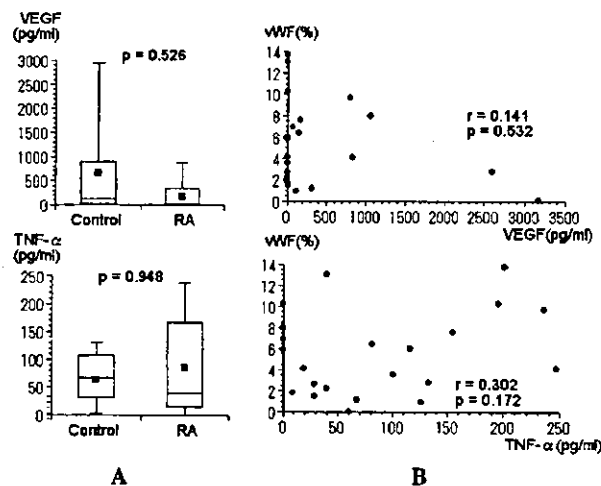 VEGF
(pg/ml)
p = 0.526
3000
2500
2000
1500
1000
500
0
Control
RA
vWF(%)
14
12
10
8
6
4
2
0
r = 0.141
p = 0.532
0
500
1000
1500
2000
2500
3000
3500
VEGF(pg/ml)
TNF-α
(pg/ml)
p = 0.948
250
200
150
100
50
0
Control
RA
vWF(%)
14
12
10
8
6
4
2
0
r = 0.302
p = 0.172
0
50
100
150
200
250
TNF-α(pg/ml)
A
B